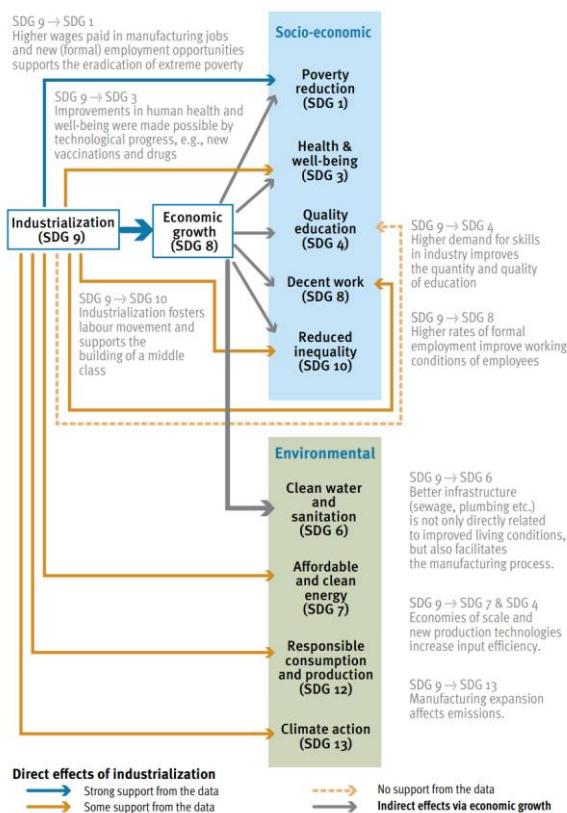 SDG 9 → SDG 1
Higher wages paid in manufacturing jobs
and new (formal) employment opportunities
supports the eradication of extreme poverty
SDG 9 → SDG 3
Improvements in human health and
well-being were made possible by
technological progress, e.g., new
vaccinations and drugs
Industrialization
(SDG 9)
Economic
growth
(SDG 8)
SDG 9 → SDG 10
Industrialization fosters
labour movement and
supports the
building of a middle
class
Socio-economic
Poverty
reduction
(SDG 1)
Health &
well-being
(SDG 3)
Quality
education
(SDG 4)
Decent work
(SDG 8)
Reduced
inequality
(SDG 10)
SDG 9 → SDG 4
Higher demand for skills
in industry improves
the quantity and quality
of education
SDG 9 → SDG 8
Higher rates of formal
employment improve working
conditions of employees
Environmental
Clean water
and
sanitation
(SDG 6)
Affordable
and clean
energy
(SDG 7)
Responsible
consumption
and production
(SDG 12)
Climate action
(SDG 13)
SDG 9 → SDG 6
Better infrastructure
(sewage, plumbing etc.)
is not only directly related
to improved living conditions,
but also facilitates
the manufacturing process.
SDG 9 → SDG 7 & SDG 4
Economies of scale and
new production technologies
increase input efficiency.
SDG 9 → SDG 13
Manufacturing expansion
affects emissions.
Direct effects of industrialization
Strong support from the data
Some support from the data
No support from the data
Indirect effects via economic growth